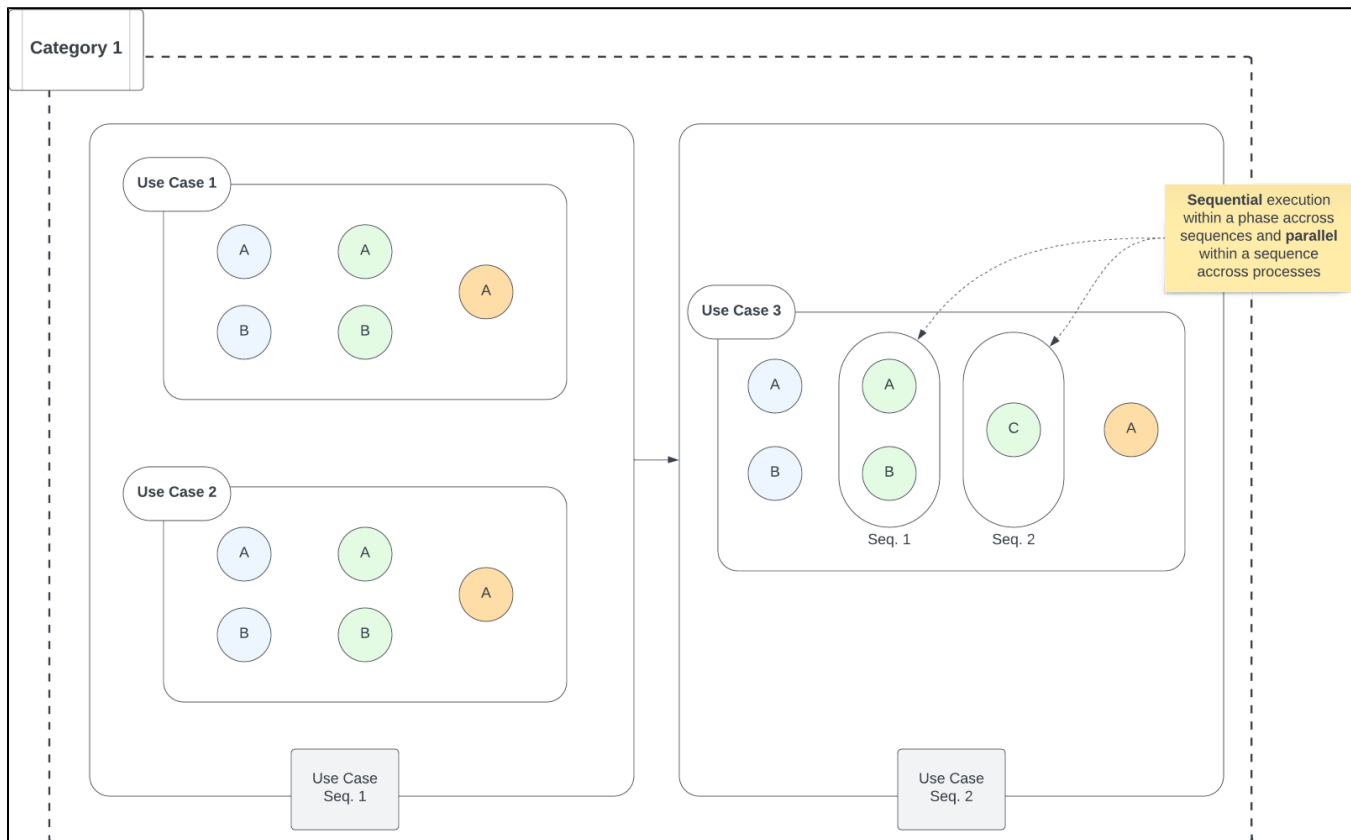 Category 1
Use Case 1
A
A
A
B
B
Use Case 2
A
A
A
B
B
Use Case
Seq. 1
Sequential execution
within a phase accross
sequences and parallel
within a sequence
accross processes
Use Case 3
A
A
C
A
B
B
Seq. 1
Seq. 2
Use Case
Seq. 2